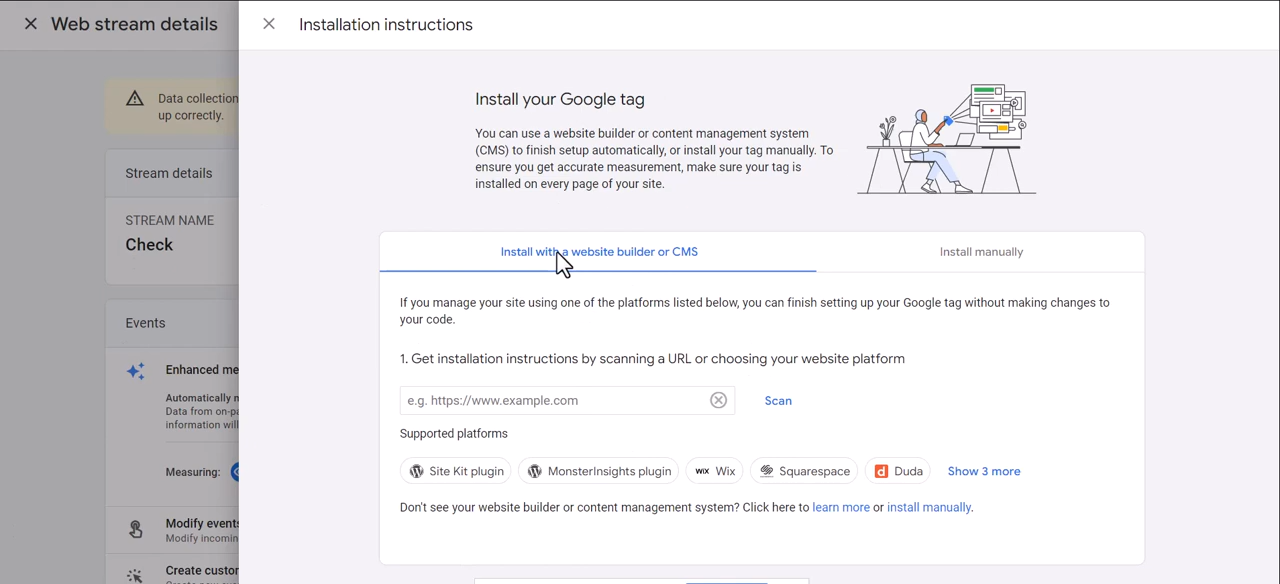 Web stream details
Installation instructions
Data collection
up correctly.
Stream details
STREAM NAME
Check
Events
Enhanced me
Automatically m
Data from on-pa
information will
Measuring:
Modify events
Modify incomin
Create custor
Install your Google tag
You can use a website builder or content management system
(CMS) to finish setup automatically, or install your tag manually. To
ensure you get accurate measurement, make sure your tag is
installed on every page of your site.
Install with a website builder or CMS
Install manually
If you manage your site using one of the platforms listed below, you can finish setting up your Google tag without making changes to
your code.
1. Get installation instructions by scanning a URL or choosing your website platform
e.g. https://www.example.com
Scan
Supported platforms
Site Kit plugin
MonsterInsights plugin
WiX Wix
Squarespace
d Duda
Show 3 more
Don't see your website builder or content management system? Click here to learn more or install manually.